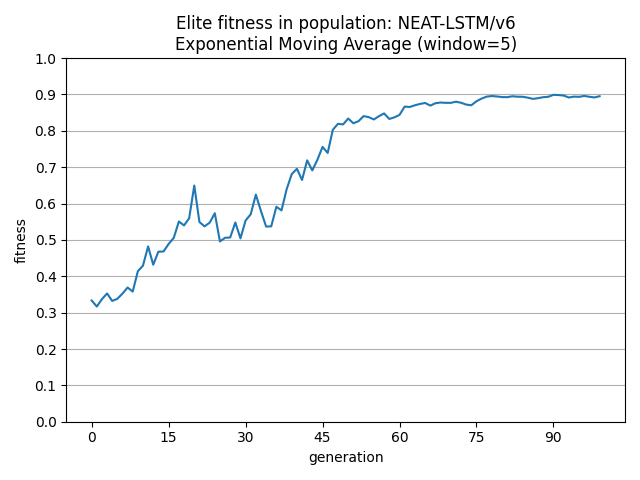 Elite fitness in population: NEAT-LSTM/v6
Exponential Moving Average (window=5)
1.0
0.9
0.8
0.7
0.6
0.5
0.4
0.3
0.2
0.1
0.0
fitness
0 15 30 45 60 75 90
generation